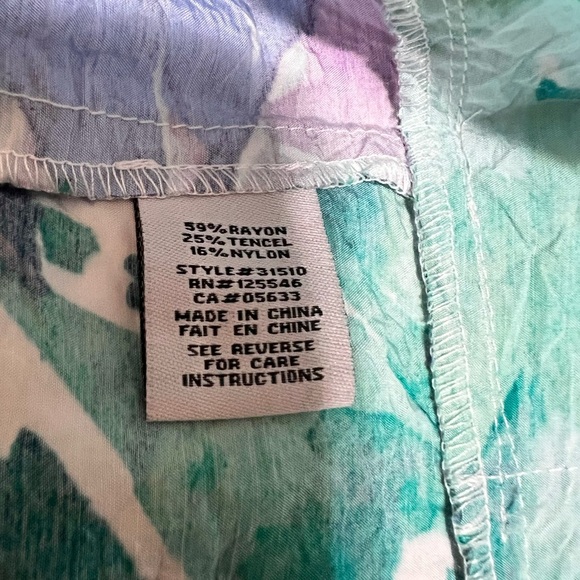 59%RAYON
25%TENCEL
16%NYLON
STYLE#31510
RN#125546
CA#05633
MADE IN CHINA
FAIT EN CHINE
SEE REVERSE
FOR CARE
INSTRUCTIONS